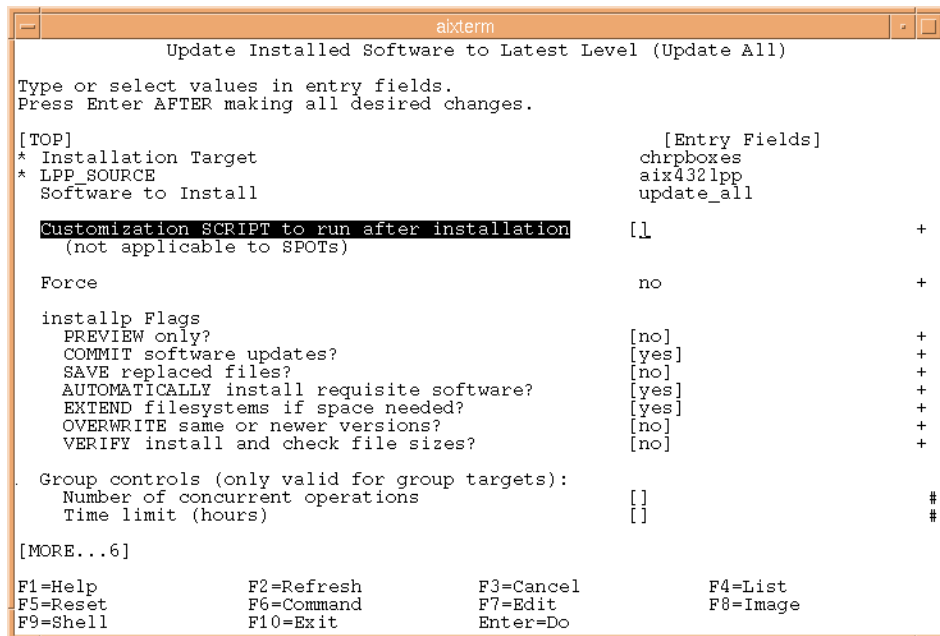 aixterm
Update Installed Software to Latest Level (Update All)
Type or select values in entry fields.
Press Enter AFTER making all desired changes.
[TOP] [Entry Fields]
* Installation Target chrpboxes
* LPP_SOURCE aix432lpp
Software to Install update_all
Customization SCRIPT to run after installation [] +
(not applicable to SPOTs)
Force no +
installp Flags
PREVIEW only? [no] +
COMMIT software updates? [yes] +
SAVE replaced files? [no] +
AUTOMATICALLY install requisite software? [yes] +
EXTEND filesystems if space needed? [yes] +
OVERWRITE same or newer versions? [no] +
VERIFY install and check file sizes? [no] +
Group controls (only valid for group targets):
Number of concurrent operations [] #
Time limit (hours) [] #
[MORE...6]
F1=Help F2=Refresh F3=Cancel F4=List
F5=Reset F6=Command F7=Edit F8=Image
F9=Shell F10=Exit Enter=Do